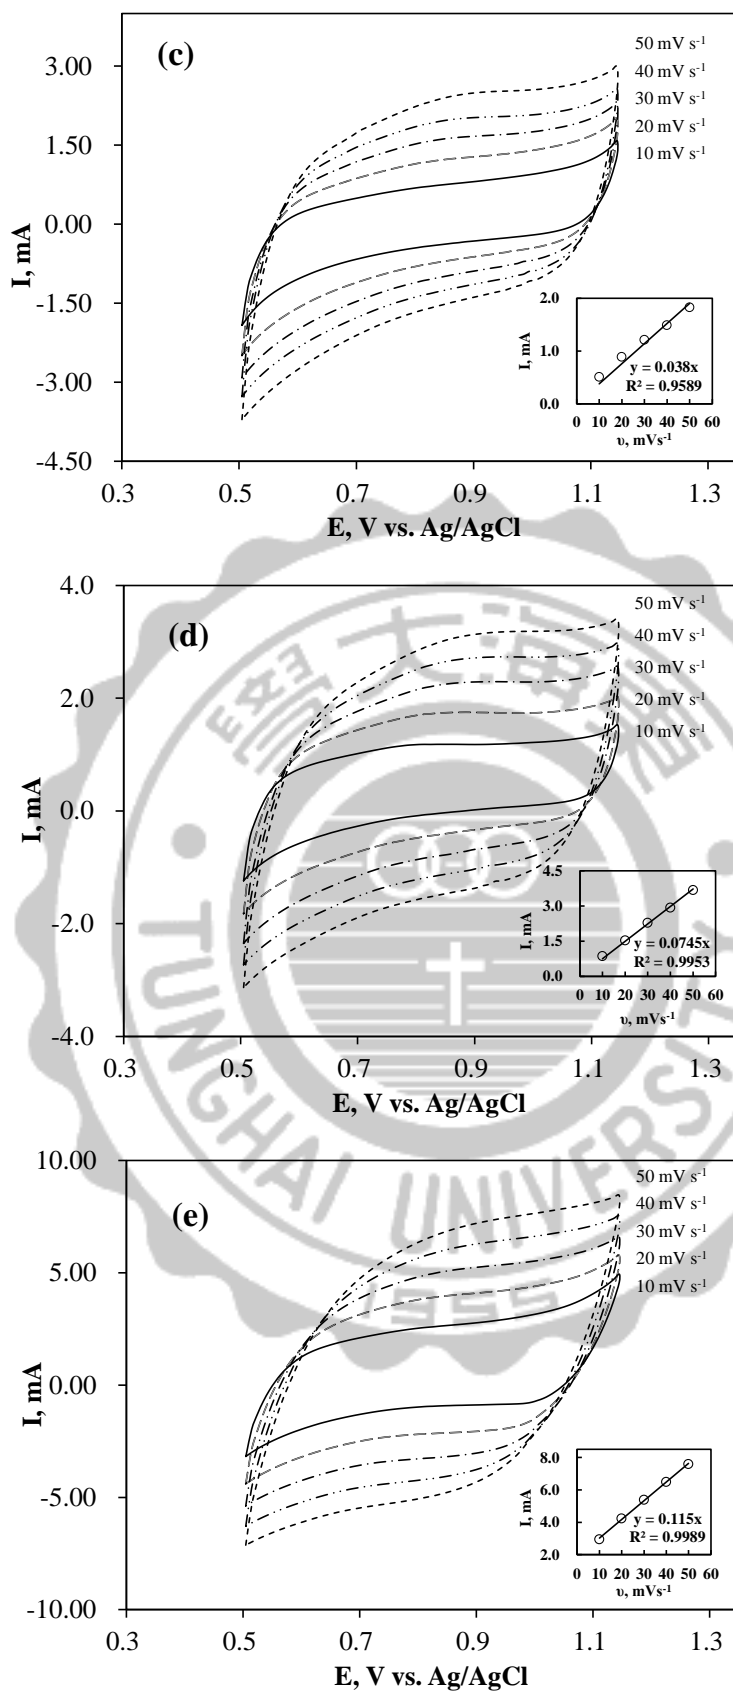 (c)
50 mV s⁻¹
40 mV s⁻¹
30 mV s⁻¹
20 mV s⁻¹
10 mV s⁻¹
3.00
1.50
0.00
-1.50
-3.00
-4.50
I, mA
0.3 0.5 0.7 0.9 1.1 1.3
E, V vs. Ag/AgCl
2.0
1.0
0.0
I, mA
y = 0.038x
R² = 0.9589
0 10 20 30 40 50 60
υ, mVs⁻¹
(d)
50 mV s⁻¹
40 mV s⁻¹
30 mV s⁻¹
20 mV s⁻¹
10 mV s⁻¹
4.0
2.0
0.0
-2.0
-4.0
I, mA
0.3 0.5 0.7 0.9 1.1 1.3
E, V vs. Ag/AgCl
4.5
3.0
1.5
0.0
I, mA
y = 0.0745x
R² = 0.9953
0 10 20 30 40 50 60
υ, mVs⁻¹
(e)
50 mV s⁻¹
40 mV s⁻¹
30 mV s⁻¹
20 mV s⁻¹
10 mV s⁻¹
10.00
5.00
0.00
-5.00
-10.00
I, mA
0.3 0.5 0.7 0.9 1.1 1.3
E, V vs. Ag/AgCl
8.0
6.0
4.0
2.0
I, mA
y = 0.115x
R² = 0.9989
0 10 20 30 40 50 60
υ, mVs⁻¹
TUNGHAI UNIVERSITY
1955